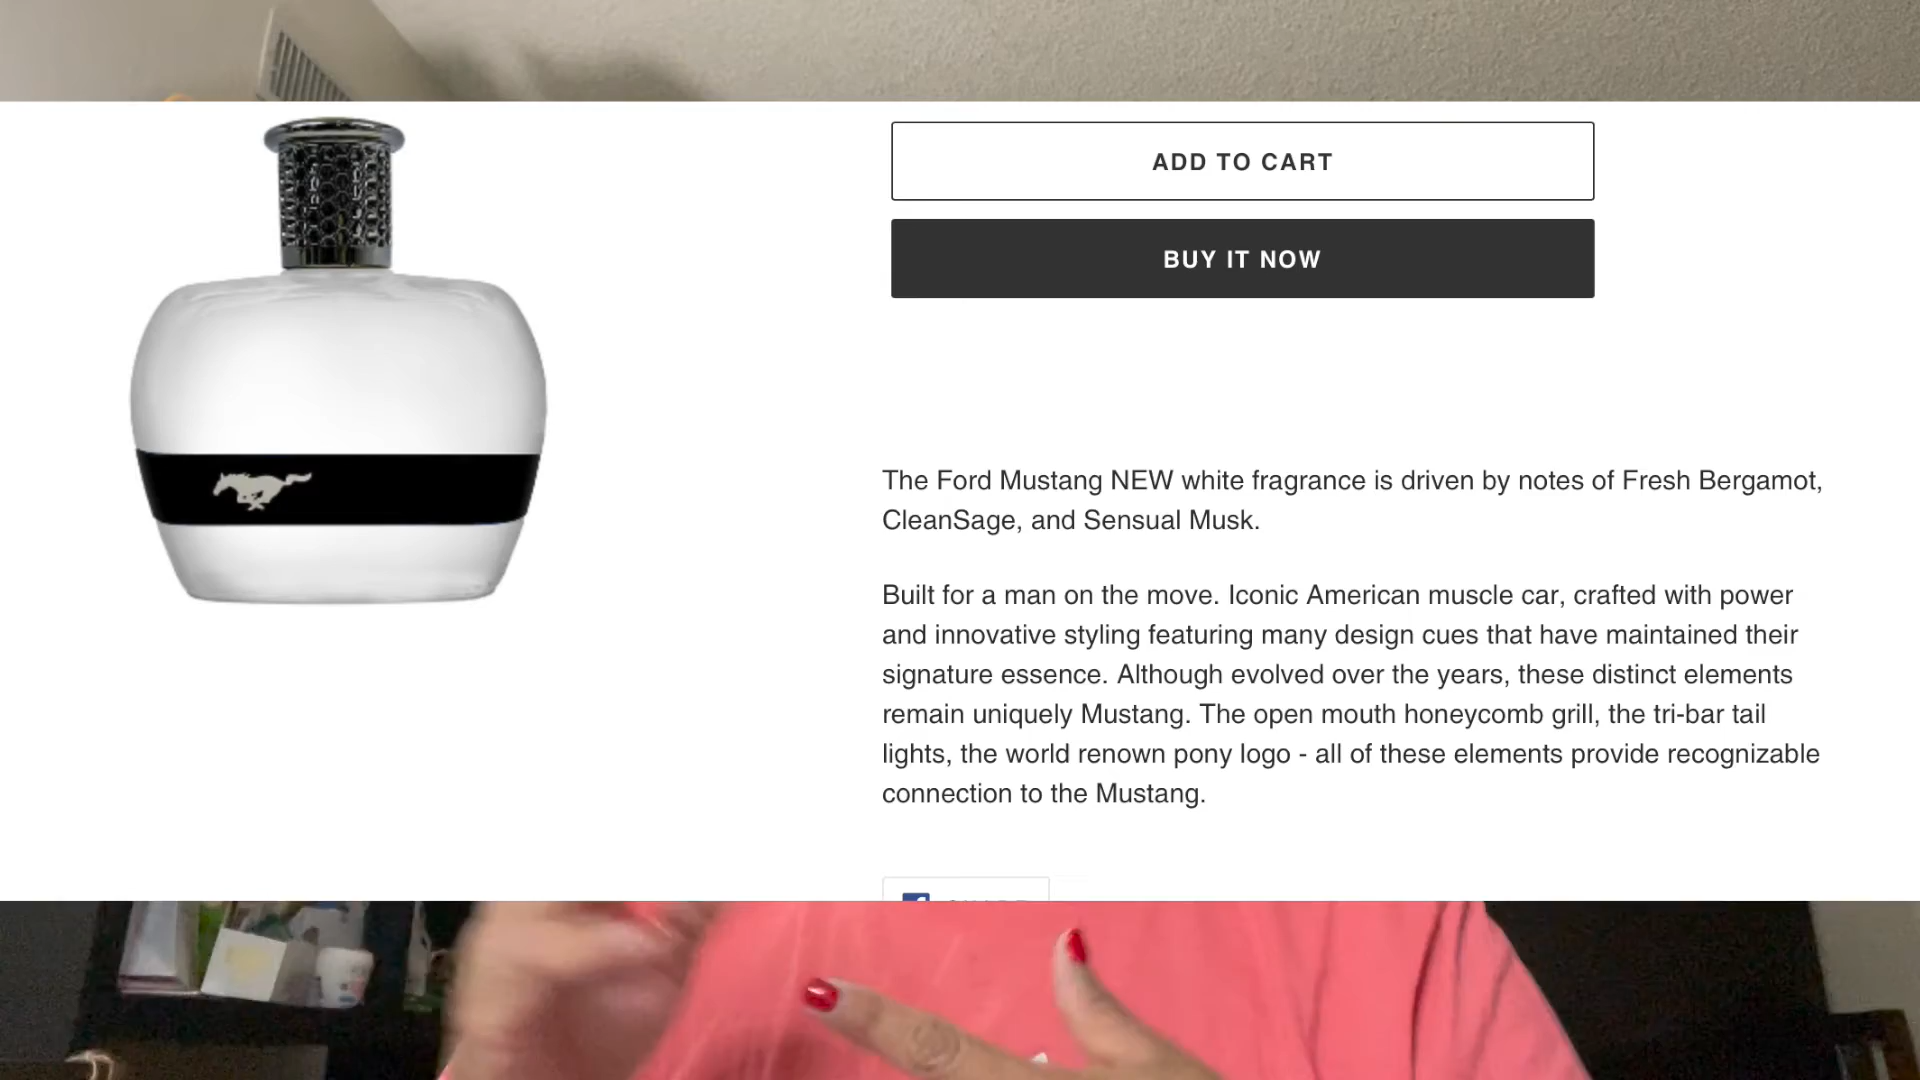 ADD TO CART
BUY IT NOW
The Ford Mustang NEW white fragrance is driven by notes of Fresh Bergamot,
CleanSage, and Sensual Musk.
Built for a man on the move. Iconic American muscle car, crafted with power
and innovative styling featuring many design cues that have maintained their
signature essence. Although evolved over the years, these distinct elements
remain uniquely Mustang. The open mouth honeycomb grill, the tri-bar tail
lights, the world renown pony logo - all of these elements provide recognizable
connection to the Mustang.